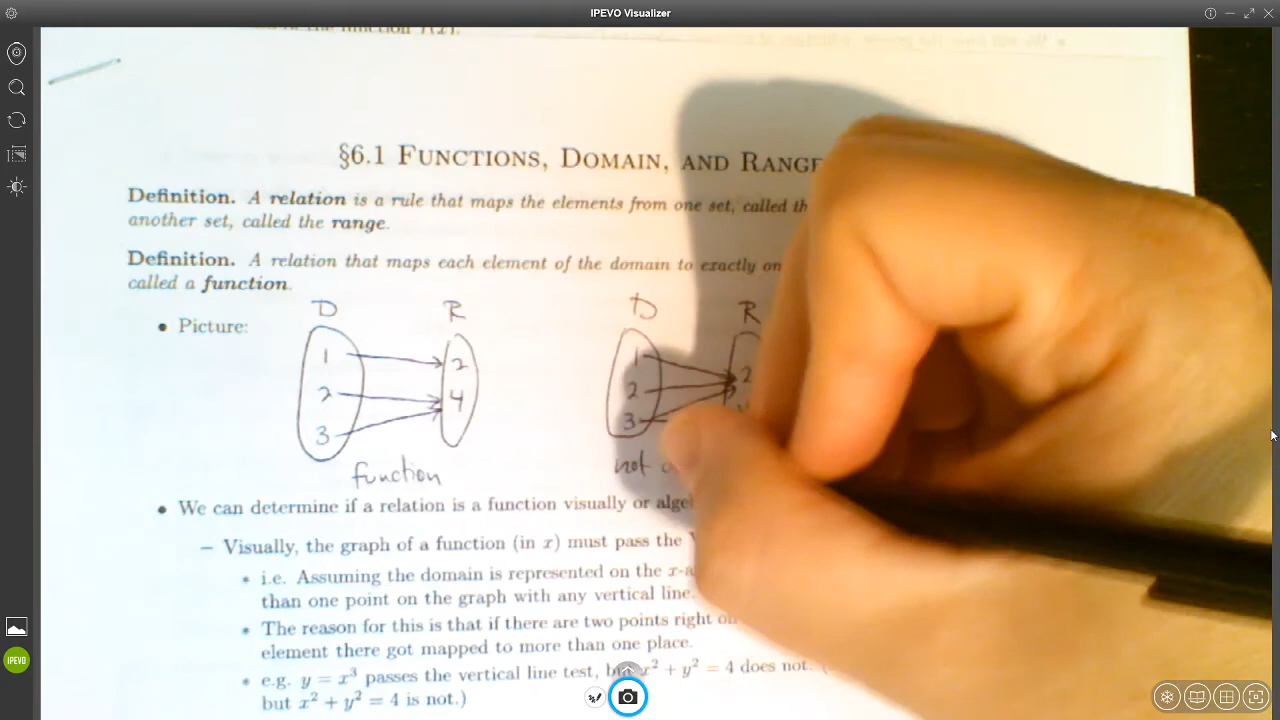 IPEVO Visualizer
§6.1 FUNCTIONS, DOMAIN, AND RANGE
Definition. A relation is a rule that maps the elements from one set, called
another set, called the range.
Definition. A relation that maps each element of the domain to exactly
called a function.
D R D R
• Picture:
1 2 1
2 4 2 2
3 3
function not
• We can determine if a relation is a function visually or
– Visually, the graph of a function (in x) must pass the
* i.e. Assuming the domain is represented on the
than one point on the graph with any vertical line.
* The reason for this is that if there are two points right
element there got mapped to more than one place.
* e.g. y = x³ passes the vertical line test, but x² + y² = 4 does not.
but x² + y² = 4 is not.)
IPEVO